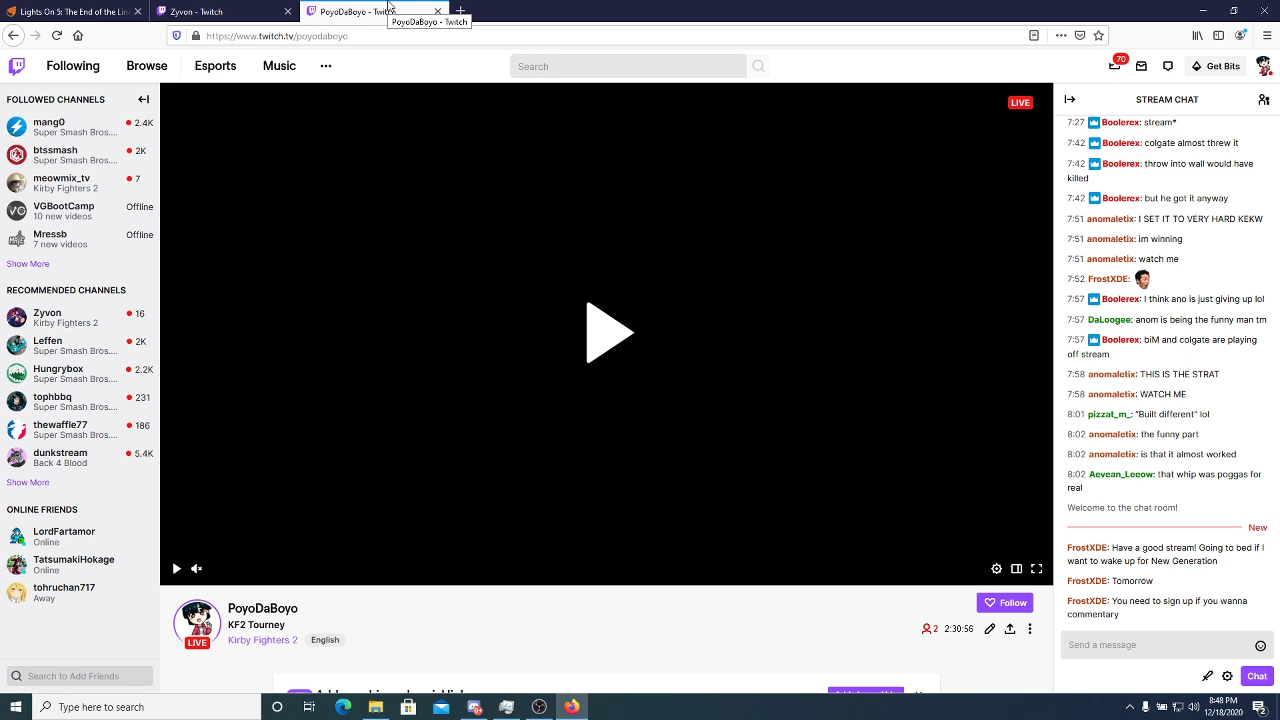 Lights On 5: The End of the Line
Zyvon - Twitch
PoyoDaBoyo - Twitch
PoyoDaBoyo - Twitch
https://www.twitch.tv/poyodaboyo
Following
Browse
Esports
Music
Search
70
Get Bits
FOLLOWED CHANNELS
mang0
2.4K
Super Smash Bros....
btssmash
2K
Super Smash Bros....
meowmix_tv
7
Kirby Fighters 2
VGBootCamp
Offline
10 new videos
Mressb
Offline
7 new videos
Show More
RECOMMENDED CHANNELS
Zyvon
16
Kirby Fighters 2
Leffen
2K
Super Smash Bros....
Hungrybox
2.2K
Super Smash Bros....
tophbbq
231
Super Smash Bros....
thewaffle77
186
Super Smash Bros....
dunkstream
5.4K
Back 4 Blood
Show More
ONLINE FRIENDS
LordFartamor
Online
TatsumakiHokage
Online
tohruchan717
Away
Search to Add Friends
LIVE
LIVE
PoyoDaBoyo
KF2 Tourney
Kirby Fighters 2
English
Follow
2
2:30:56
STREAM CHAT
7:27 Boolerex: stream*
7:42 Boolerex: colgate almost threw it
7:42 Boolerex: throw into wall would have
killed
7:42 Boolerex: but he got it anyway
7:51 anomaletix: I SET IT TO VERY HARD KEKW
7:51 anomaletix: im winning
7:51 anomaletix: watch me
7:52 FrostXDE:
7:57 Boolerex: I think ano is just giving up lol
7:57 DaLoogee: anom is being the funny man tm
7:57 Boolerex: biM and colgate are playing
off stream
7:58 anomaletix: THIS IS THE STRAT
7:58 anomaletix: WATCH ME
8:01 pizzat_m_: "Built different" lol
8:02 anomaletix: the funny part
8:02 anomaletix: is that it almost worked
8:02 Aevean_Leeow: that whip was poggas for
real
Welcome to the chat room!
New
FrostXDE: Have a good stream! Going to bed if I
want to wake up for New Generation
FrostXDE: Tomorrow
FrostXDE: You need to sign up if you wanna
commentary
Send a message
Chat
Type here to search
8:48 PM
12/18/2020
2